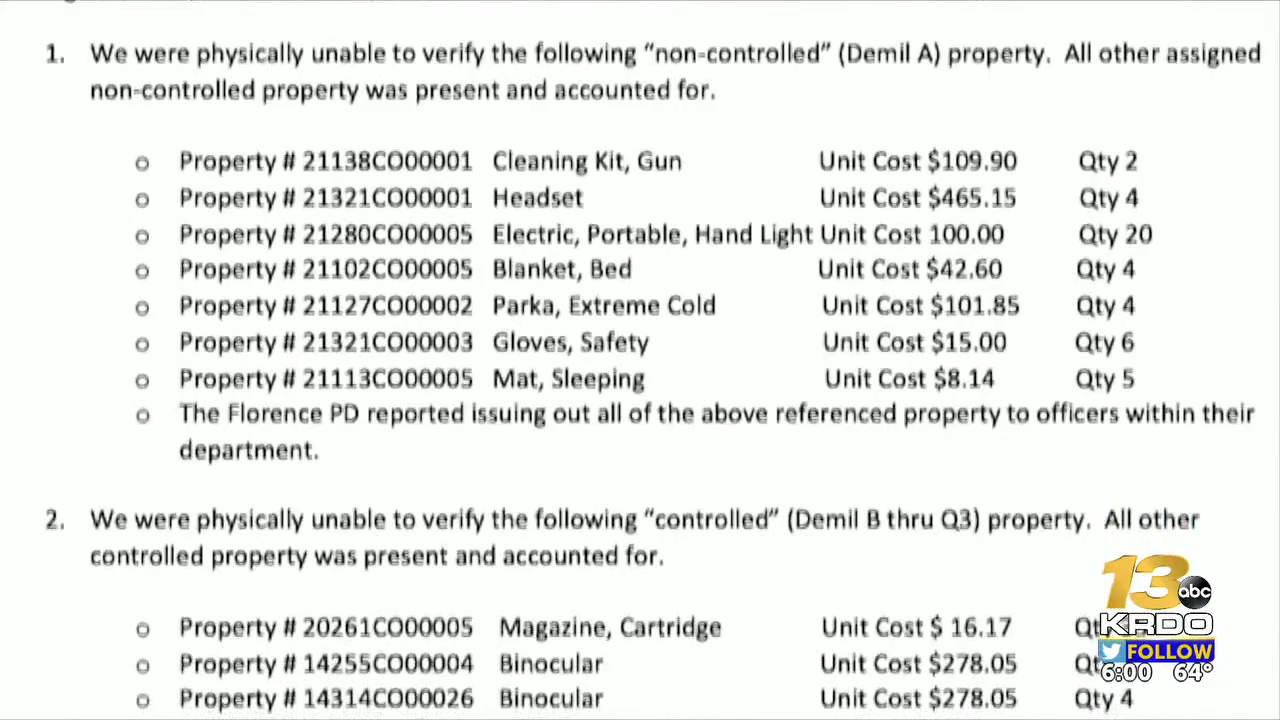 1. We were physically unable to verify the following “non-controlled” (Demil A) property. All other assigned
non-controlled property was present and accounted for.
o Property # 21138CO00001 Cleaning Kit, Gun Unit Cost $109.90 Qty 2
o Property # 21321CO00001 Headset Unit Cost $465.15 Qty 4
o Property # 21280CO00005 Electric, Portable, Hand Light Unit Cost 100.00 Qty 20
o Property # 21102CO00005 Blanket, Bed Unit Cost $42.60 Qty 4
o Property # 21127CO00002 Parka, Extreme Cold Unit Cost $101.85 Qty 4
o Property # 21321CO00003 Gloves, Safety Unit Cost $15.00 Qty 6
o Property # 21113CO00005 Mat, Sleeping Unit Cost $8.14 Qty 5
o The Florence PD reported issuing out all of the above referenced property to officers within their
department.
2. We were physically unable to verify the following “controlled” (Demil B thru Q3) property. All other
controlled property was present and accounted for.
o Property # 20261CO00005 Magazine, Cartridge Unit Cost $ 16.17
o Property # 14255CO00004 Binocular Unit Cost $278.05
o Property # 14314CO00026 Binocular Unit Cost $278.05 Qty 4
13 abc
KRDO
FOLLOW
6:00 64°